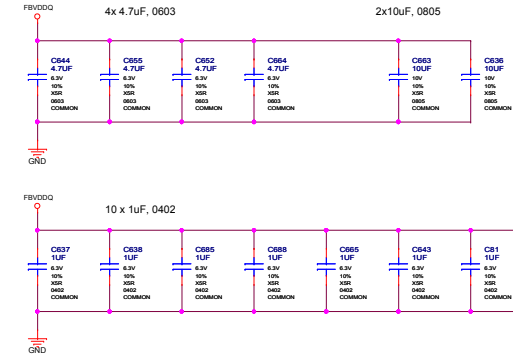 FBVDDQ
4x 4.7uF, 0603
2x10uF, 0805
C644
4.7UF
6.3V
10%
X5R
0603
COMMON
C655
4.7UF
6.3V
10%
X5R
0603
COMMON
C652
4.7UF
6.3V
10%
X5R
0603
COMMON
C664
4.7UF
6.3V
10%
X5R
0603
COMMON
C663
10UF
10V
10%
X5R
0805
COMMON
C636
10UF
10V
10%
X5R
0805
COMMON
GND
FBVDDQ
10 x 1uF, 0402
C637
1UF
6.3V
10%
X5R
0402
COMMON
C638
1UF
6.3V
10%
X5R
0402
COMMON
C685
1UF
6.3V
10%
X5R
0402
COMMON
C688
1UF
6.3V
10%
X5R
0402
COMMON
C665
1UF
6.3V
10%
X5R
0402
COMMON
C643
1UF
6.3V
10%
X5R
0402
COMMON
C81
1UF
6.3V
10%
X5R
0402
COMMON
GND